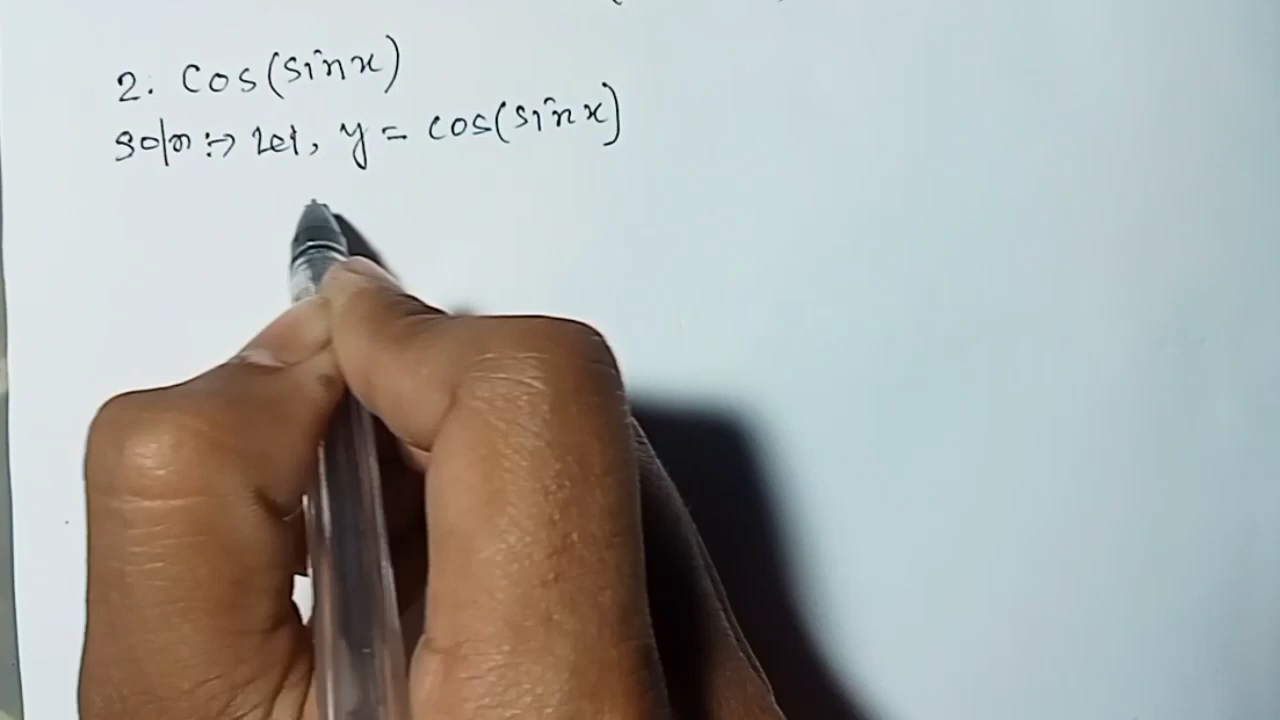 2. cos(sinx)
Soln :→ Let, y = cos(sinx)